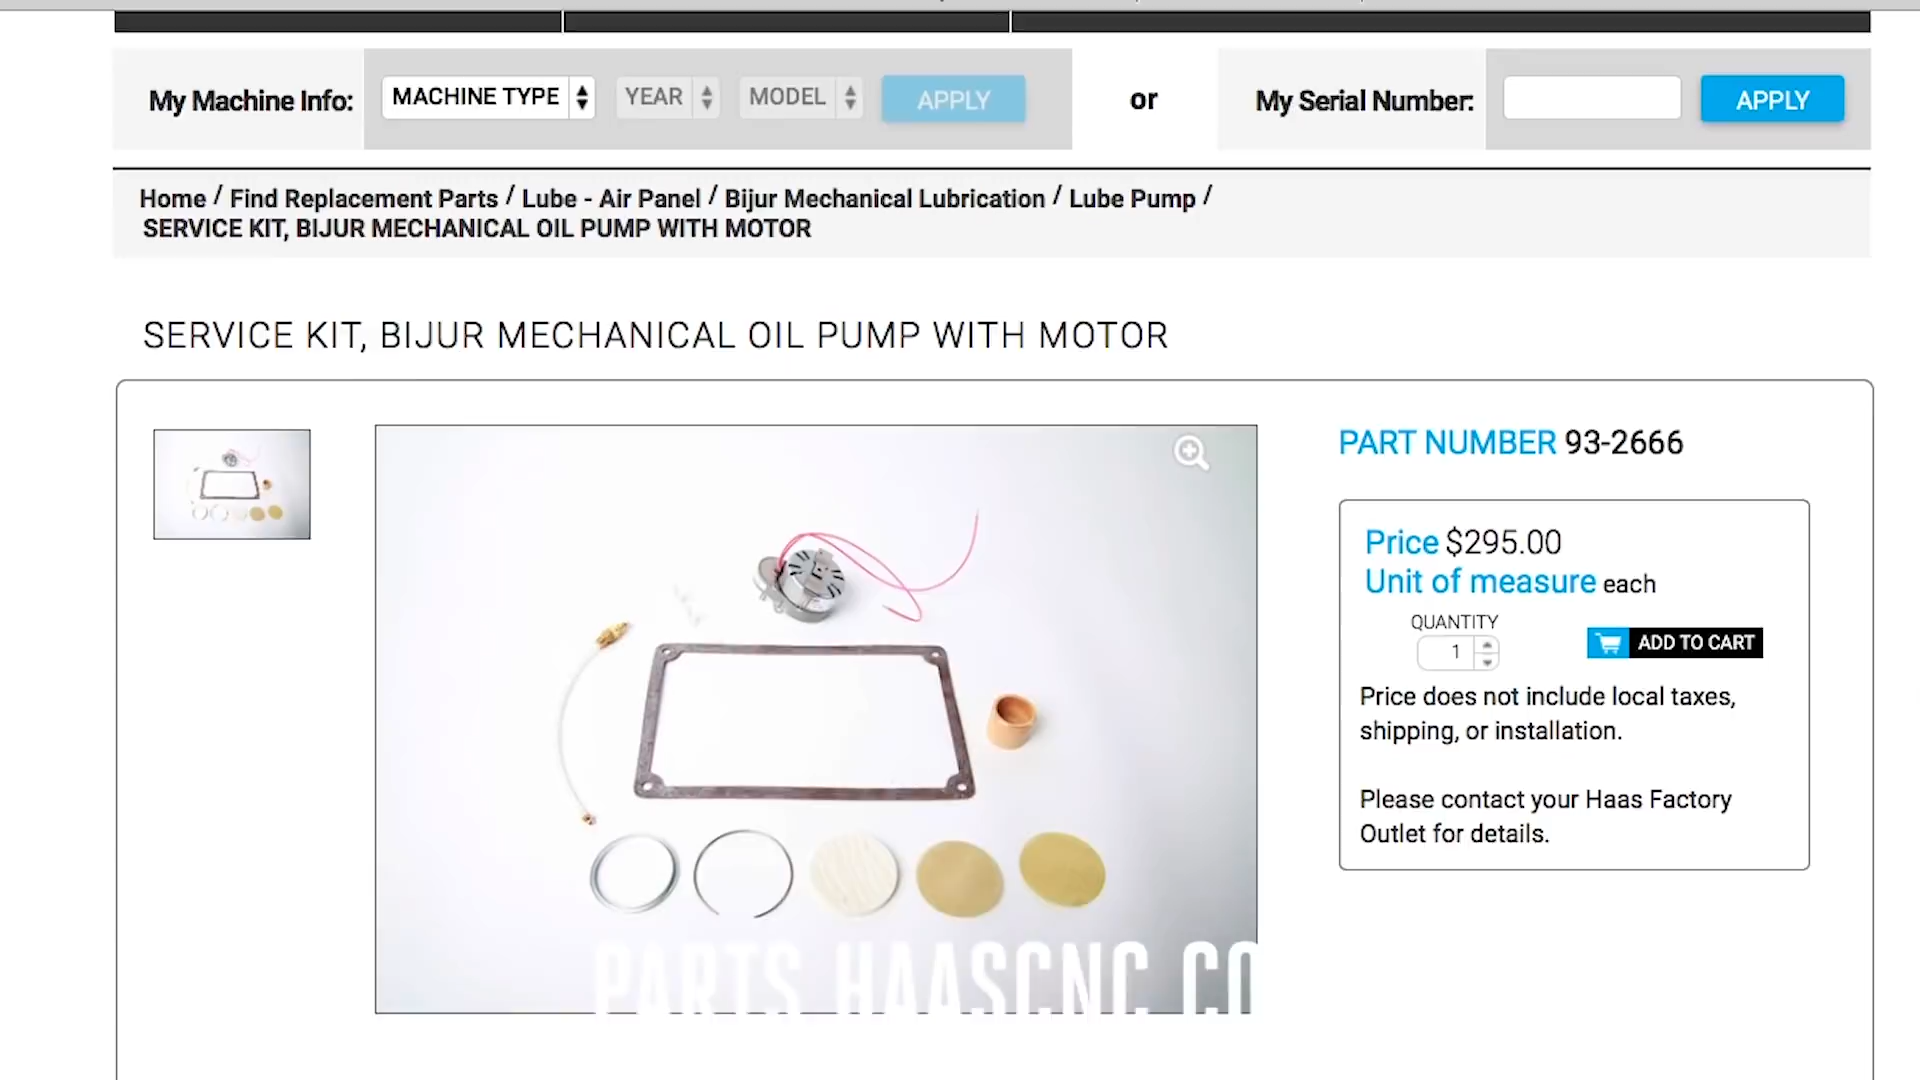 My Machine Info:
MACHINE TYPE
YEAR
MODEL
APPLY
or
My Serial Number:
APPLY
Home / Find Replacement Parts / Lube - Air Panel / Bijur Mechanical Lubrication / Lube Pump /
SERVICE KIT, BIJUR MECHANICAL OIL PUMP WITH MOTOR
SERVICE KIT, BIJUR MECHANICAL OIL PUMP WITH MOTOR
PART NUMBER 93-2666
Price $295.00
Unit of measure each
QUANTITY
1
ADD TO CART
Price does not include local taxes,
shipping, or installation.
Please contact your Haas Factory
Outlet for details.
PARTS.HAASCNC.CO